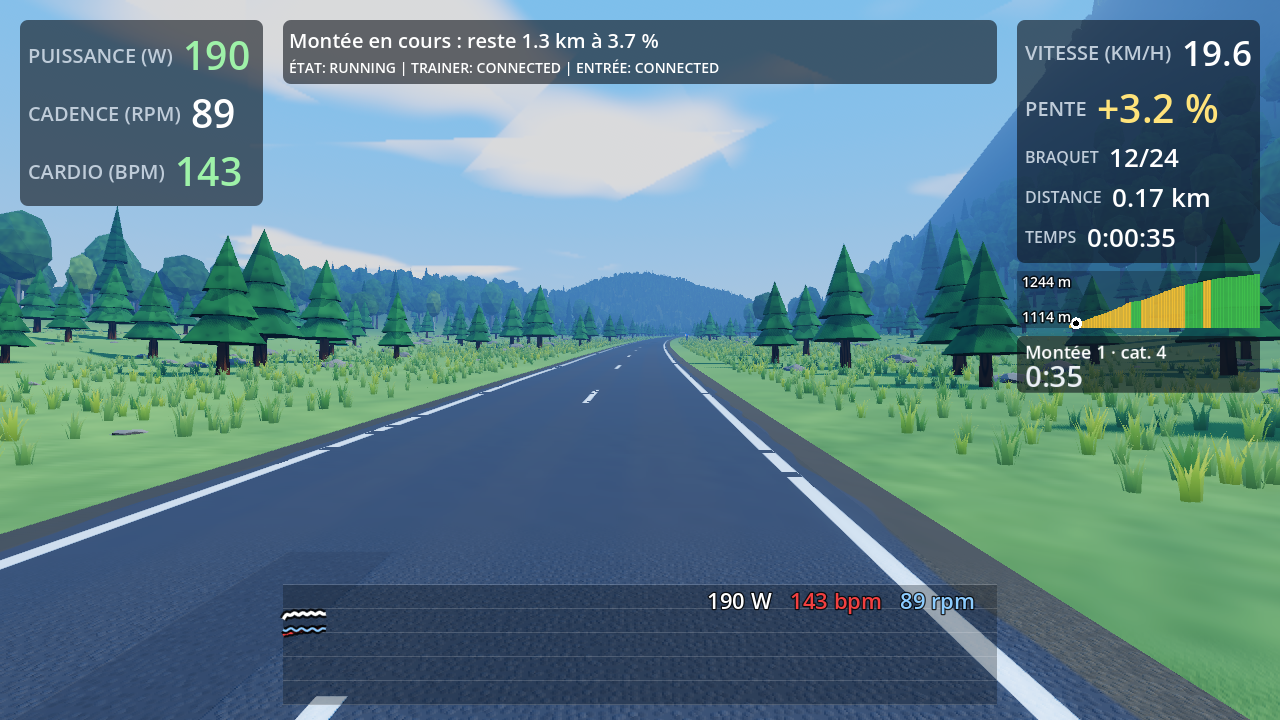 PUISSANCE (W) 190
CADENCE (RPM) 89
CARDIO (BPM) 143
Montée en cours : reste 1.3 km à 3.7 %
ÉTAT: RUNNING | TRAINER: CONNECTED | ENTRÉE: CONNECTED
VITESSE (KM/H) 19.6
PENTE +3.2 %
BRAQUET 12/24
DISTANCE 0.17 km
TEMPS 0:00:35
1244 m
1114 m
Montée 1 · cat. 4
0:35
190 W 143 bpm 89 rpm